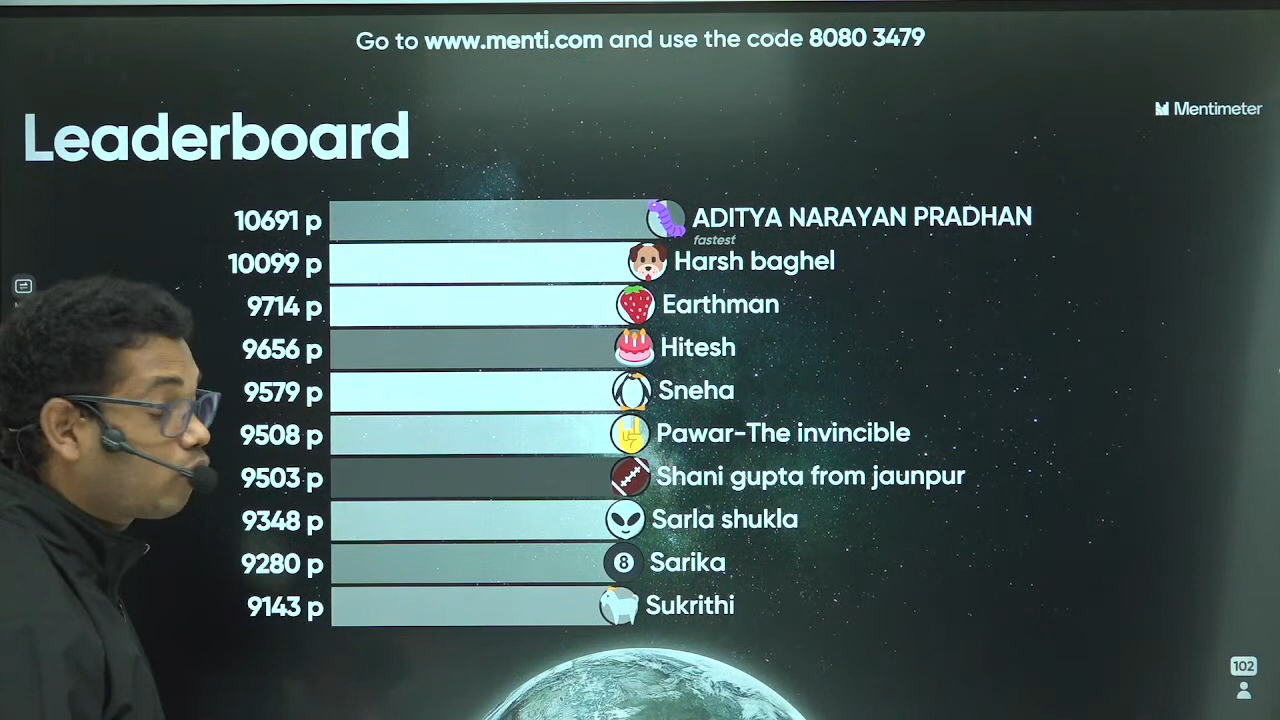 Go to www.menti.com and use the code 8080 3479
Mentimeter
Leaderboard
10691 p ADITYA NARAYAN PRADHAN
fastest
10099 p Harsh baghel
9714 p Earthman
9656 p Hitesh
9579 p Sneha
9508 p Pawar-The invincible
9503 p Shani gupta from jaunpur
9348 p Sarla shukla
9280 p 8 Sarika
9143 p Sukrithi
102